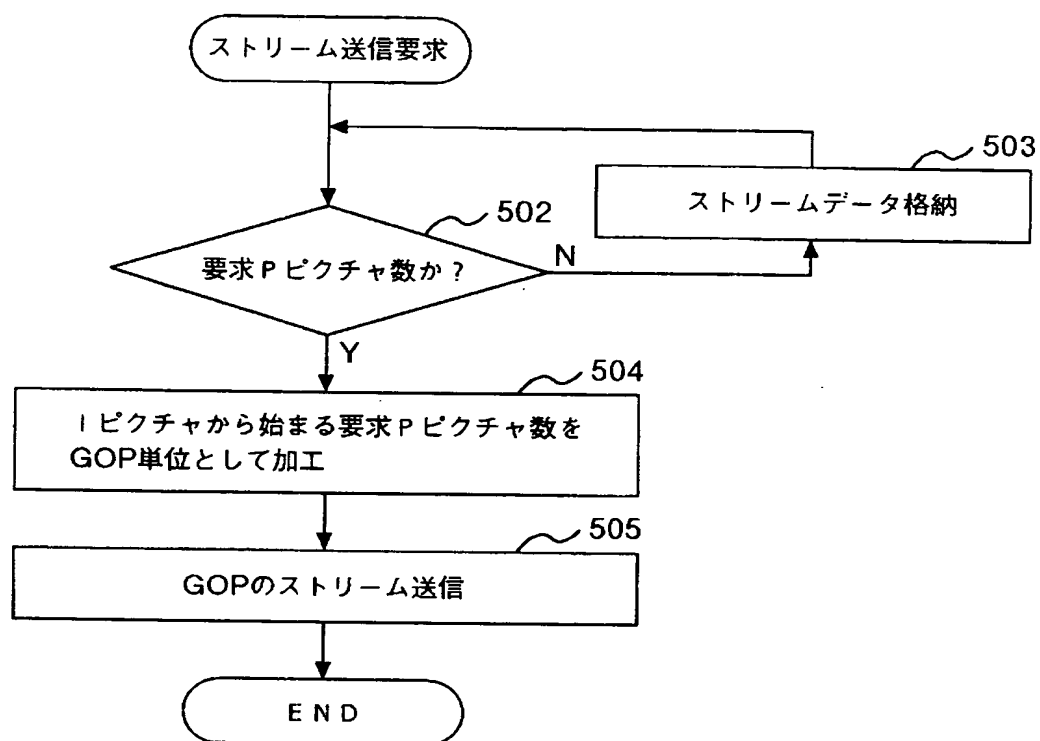 ストリーム送信要求
503
ストリームデータ格納
502
要求Pピクチャ数か?
N
Y
504
Iピクチャから始まる要求Pピクチャ数を
GOP単位として加工
505
GOPのストリーム送信
END